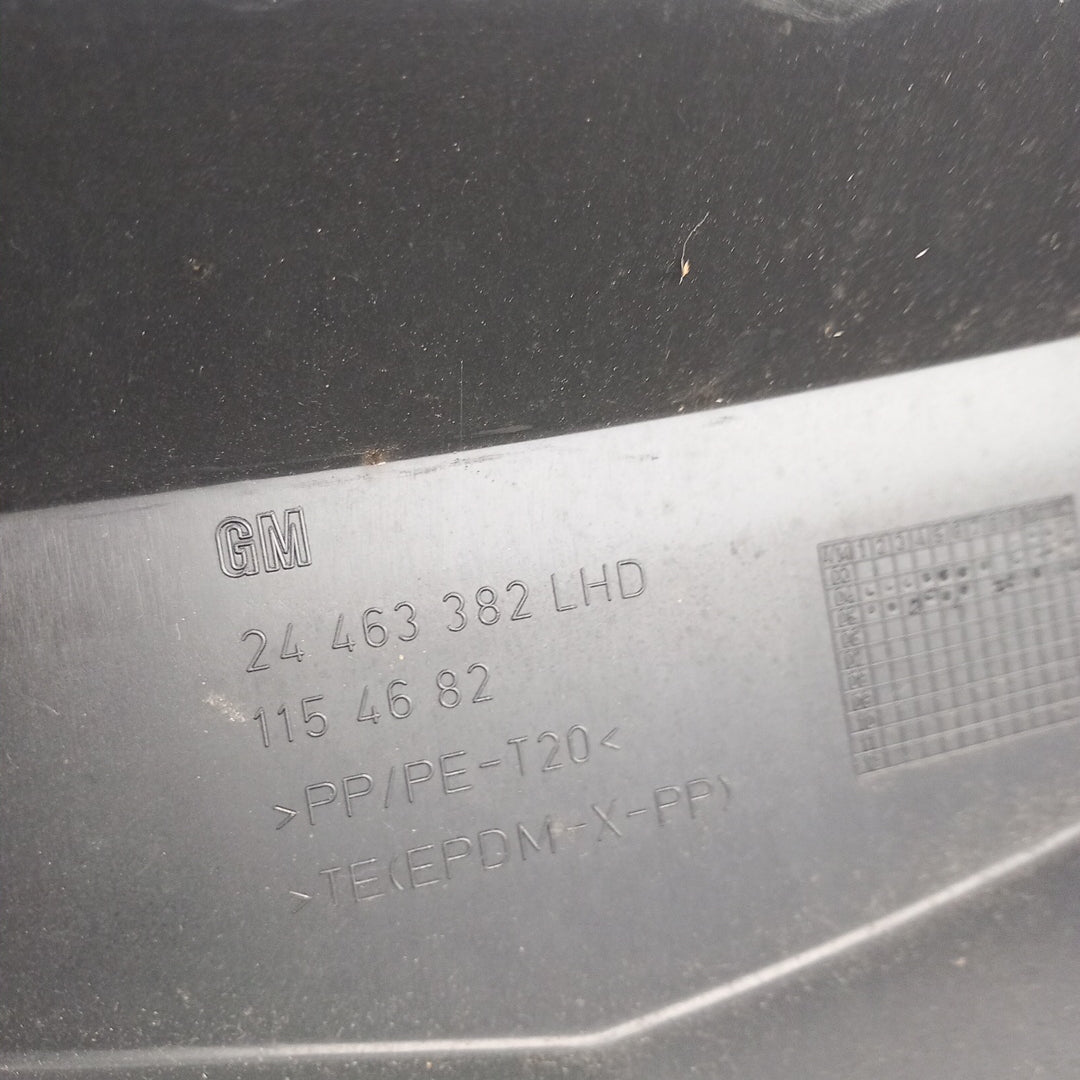 GM
24 463 382 LHD
115 46 82
>PP/PE-T20<
>TE(EPDM-X-PP)